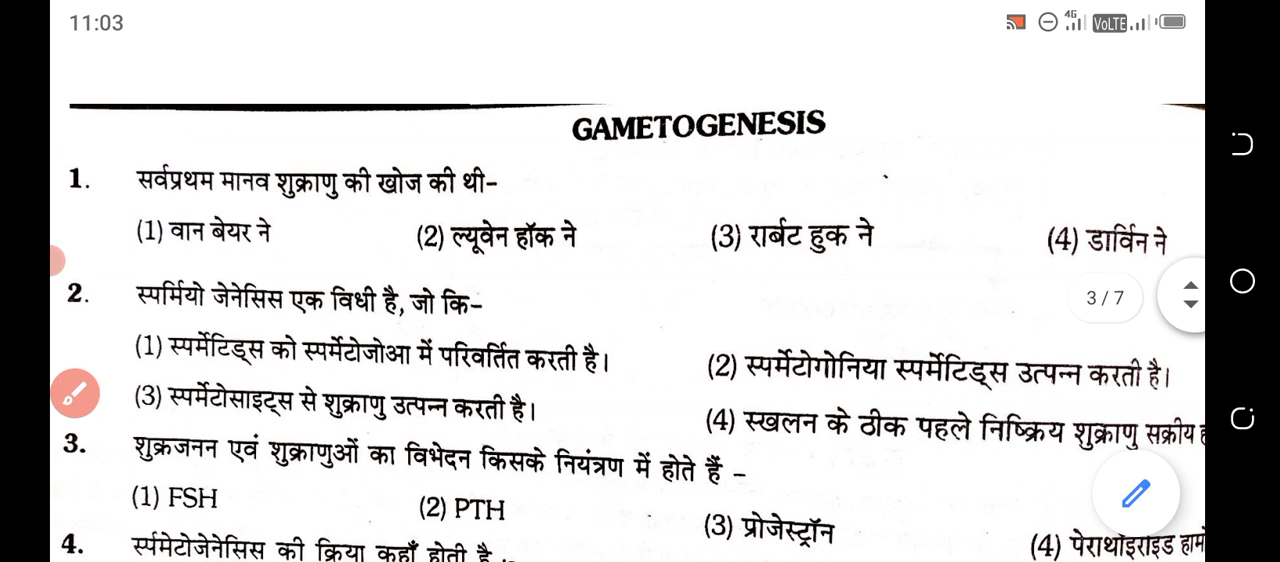 11:03
4G
VoLTE
GAMETOGENESIS
1. सर्वप्रथम मानव शुक्राणु की खोज की थी-
(1) वान बेयर ने (2) ल्यूवेन हॉक ने (3) रार्बट हुक ने (4) डार्विन ने
2. स्पर्मियो जेनेसिस एक विधी है, जो कि-
3 / 7
(1) स्पर्मेटिड्स को स्पर्मेटोजोआ में परिवर्तित करती है। (2) स्पर्मेटोगोनिया स्पर्मेटिड्स उत्पन्न करती है।
(3) स्पर्मेटोसाइट्स से शुक्राणु उत्पन्न करती है। (4) स्खलन के ठीक पहले निष्क्रिय शुक्राणु सक्रीय
3. शुक्रजनन एवं शुक्राणुओं का विभेदन किसके नियंत्रण में होते हैं -
(1) FSH (2) PTH (3) प्रोजेस्ट्रॉन (4) पेराथॉइराइड
4. र्स्पमेटोजेनेसिस की क्रिया कहाँ होती है